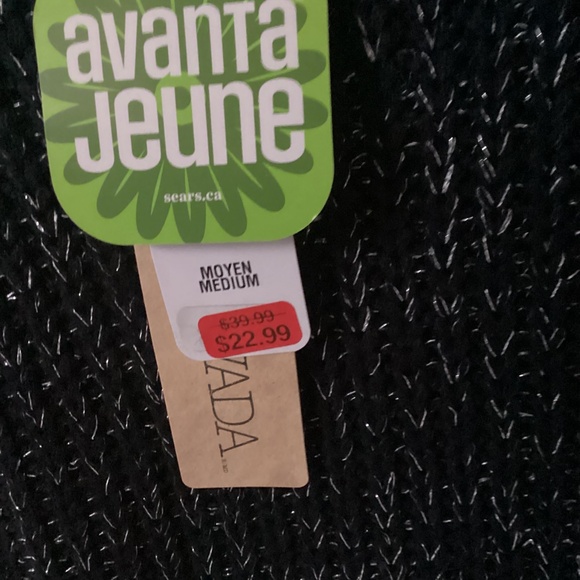 avanta
jeune
sears.ca
MOYEN
MEDIUM
$39.99
$22.99